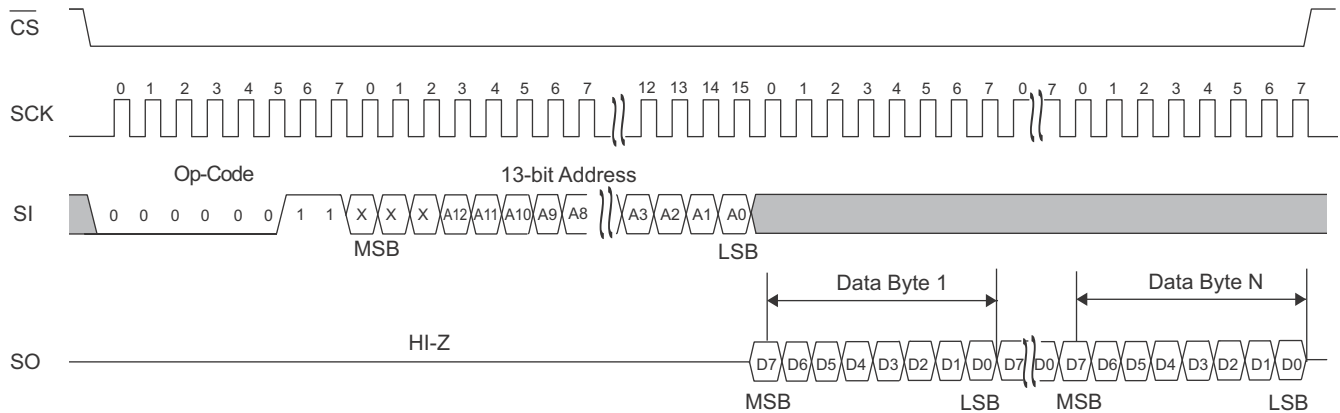 CS
0 1 2 3 4 5 6 7 0 1 2 3 4 5 6 7 12 13 14 15 0 1 2 3 4 5 6 7 0 7 0 1 2 3 4 5 6 7
SCK
Op-Code 13-bit Address
SI 0 0 0 0 0 0 1 1 X X X A12 A11 A10 A9 A8 A3 A2 A1 A0
MSB LSB
Data Byte 1 Data Byte N
HI-Z
SO D7 D6 D5 D4 D3 D2 D1 D0 D7 D0 D7 D6 D5 D4 D3 D2 D1 D0
MSB LSB MSB LSB